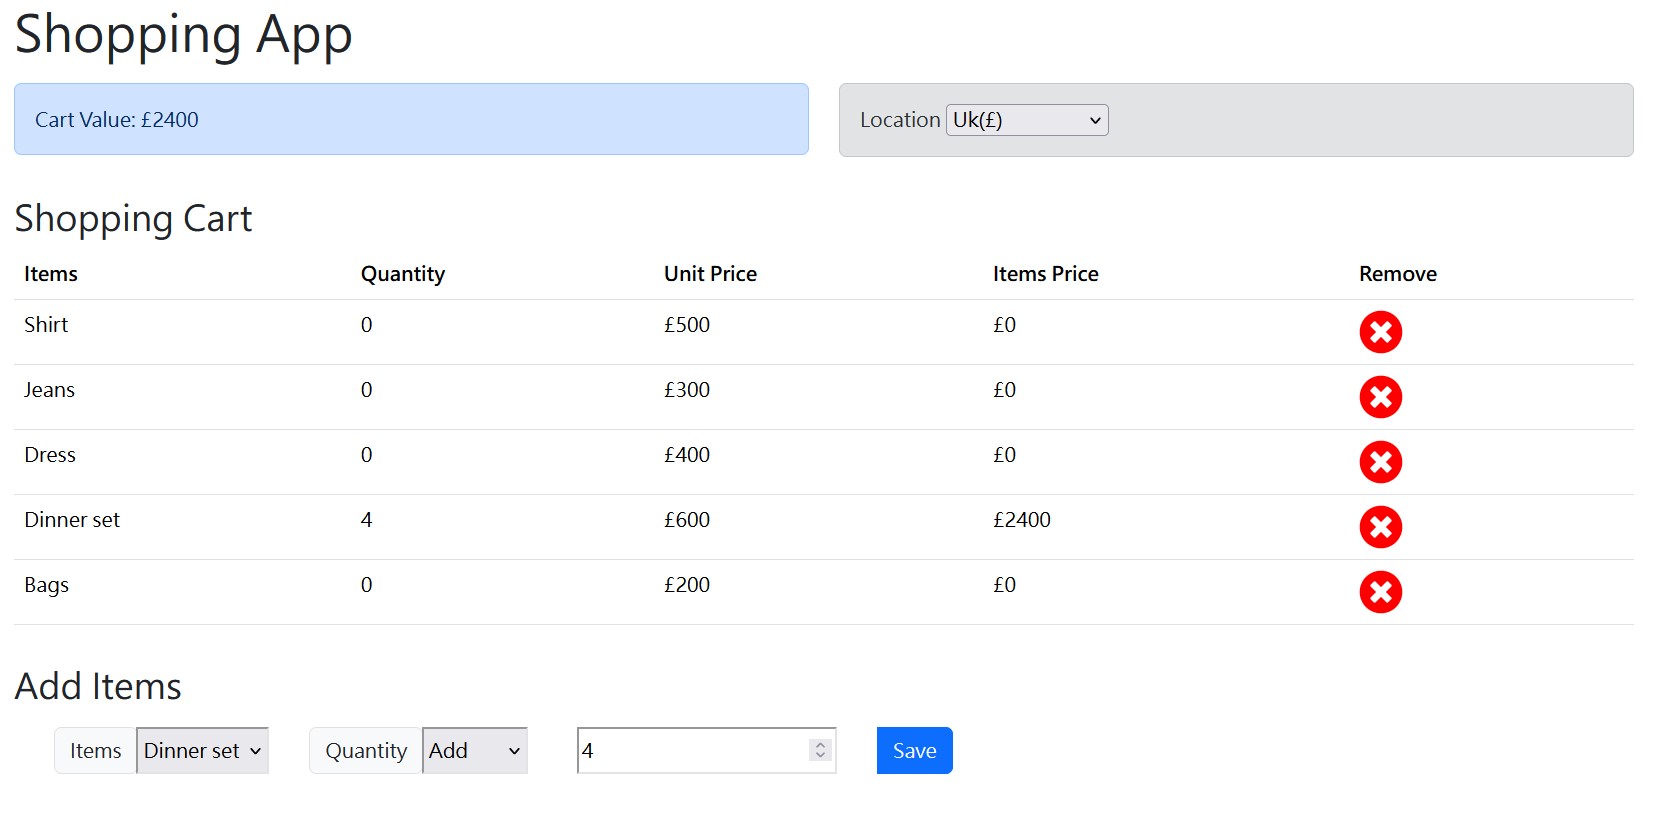 Shopping App
Cart Value: £2400
Location Uk(£)
Shopping Cart
Items Quantity Unit Price Items Price Remove
Shirt 0 £500 £0
Jeans 0 £300 £0
Dress 0 £400 £0
Dinner set 4 £600 £2400
Bags 0 £200 £0
Add Items
Items Dinner set Quantity Add 4 Save